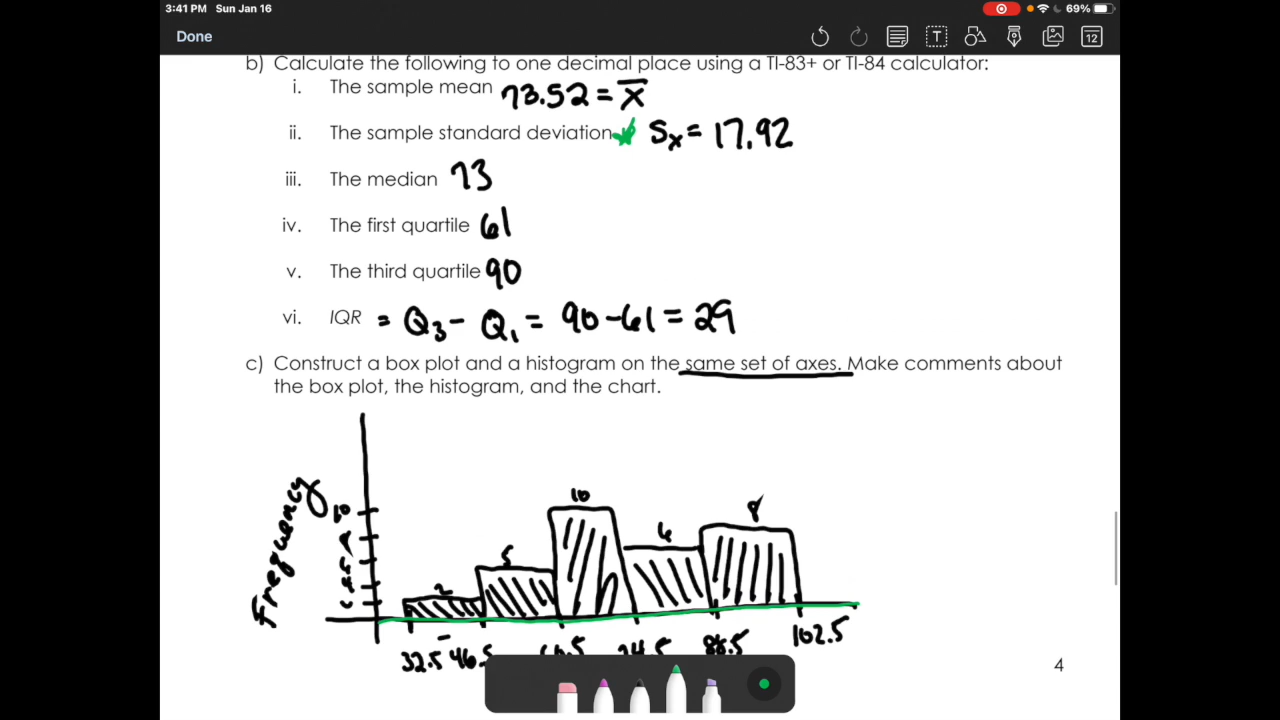 3:41 PM Sun Jan 16 69%
Done 12
b) Calculate the following to one decimal place using a TI-83+ or TI-84 calculator:
i. The sample mean 73.52 = x̅
ii. The sample standard deviation Sx = 17.92
iii. The median 73
iv. The first quartile 61
v. The third quartile 90
vi. IQR = Q3 - Q1 = 90 - 61 = 29
c) Construct a box plot and a histogram on the same set of axes. Make comments about
the box plot, the histogram, and the chart.
Frequency
10
2 5 10 6 8
32.5 46.5 88.5 102.5
4